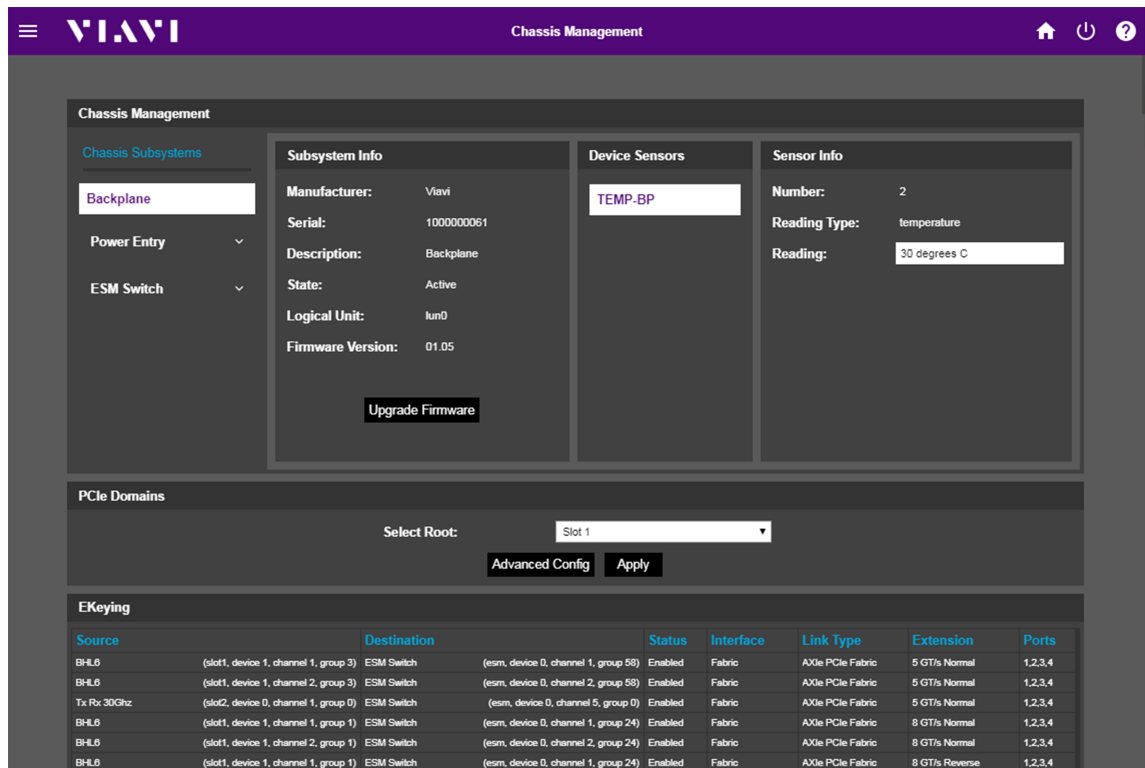 VIAVI
Chassis Management
Chassis Management
Chassis Subsystems
Backplane
Power Entry
ESM Switch
Subsystem Info
Manufacturer: Viavi
Serial: 1000000061
Description: Backplane
State: Active
Logical Unit: lun0
Firmware Version: 01.05
Upgrade Firmware
Device Sensors
TEMP-BP
Sensor Info
Number: 2
Reading Type: temperature
Reading: 30 degrees C
PCIe Domains
Select Root: Slot 1
Advanced Config Apply
EKeying
Source Destination Status Interface Link Type Extension Ports
BHL6 (slot1, device 1, channel 1, group 3) ESM Switch (esm, device 0, channel 1, group 58) Enabled Fabric AXIe PCIe Fabric 5 GT/s Normal 1,2,3,4
BHL6 (slot1, device 1, channel 2, group 3) ESM Switch (esm, device 0, channel 2, group 58) Enabled Fabric AXIe PCIe Fabric 5 GT/s Normal 1,2,3,4
Tx Rx 30Ghz (slot2, device 0, channel 1, group 0) ESM Switch (esm, device 0, channel 5, group 0) Enabled Fabric AXIe PCIe Fabric 5 GT/s Normal 1,2,3,4
BHL6 (slot1, device 1, channel 1, group 1) ESM Switch (esm, device 0, channel 1, group 24) Enabled Fabric AXIe PCIe Fabric 8 GT/s Normal 1,2,3,4
BHL6 (slot1, device 1, channel 2, group 1) ESM Switch (esm, device 0, channel 2, group 24) Enabled Fabric AXIe PCIe Fabric 8 GT/s Normal 1,2,3,4
BHL6 (slot1, device 1, channel 1, group 1) ESM Switch (esm, device 0, channel 1, group 24) Enabled Fabric AXIe PCIe Fabric 8 GT/s Reverse 1,2,3,4